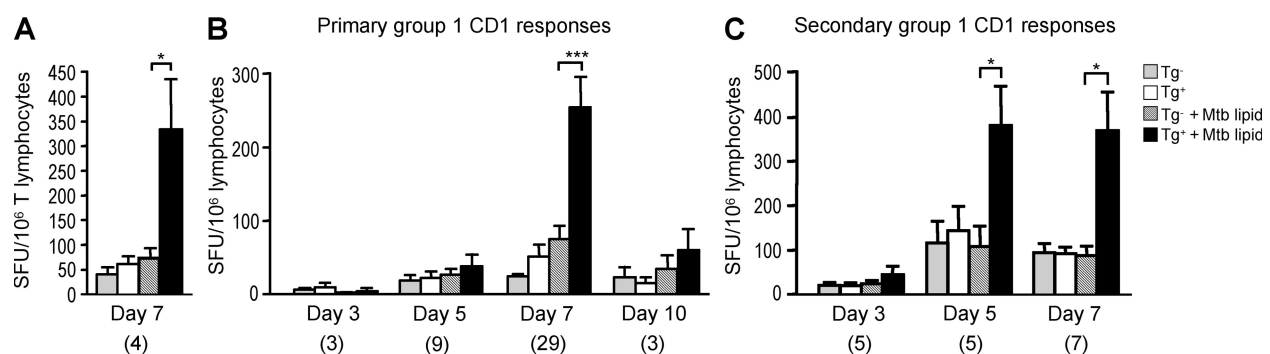 A
SFU/10⁶ T lymphocytes
450
400
350
300
250
200
150
100
50
0
*
Day 7
(4)
B Primary group 1 CD1 responses
SFU/10⁶ lymphocytes
300
200
100
0
***
Day 3 Day 5 Day 7 Day 10
(3) (9) (29) (3)
C Secondary group 1 CD1 responses
SFU/10⁶ lymphocytes
500
400
300
200
100
0
* *
Day 3 Day 5 Day 7
(5) (5) (7)
Tg⁻
Tg⁺
Tg⁻ + Mtb lipid
Tg⁺ + Mtb lipid